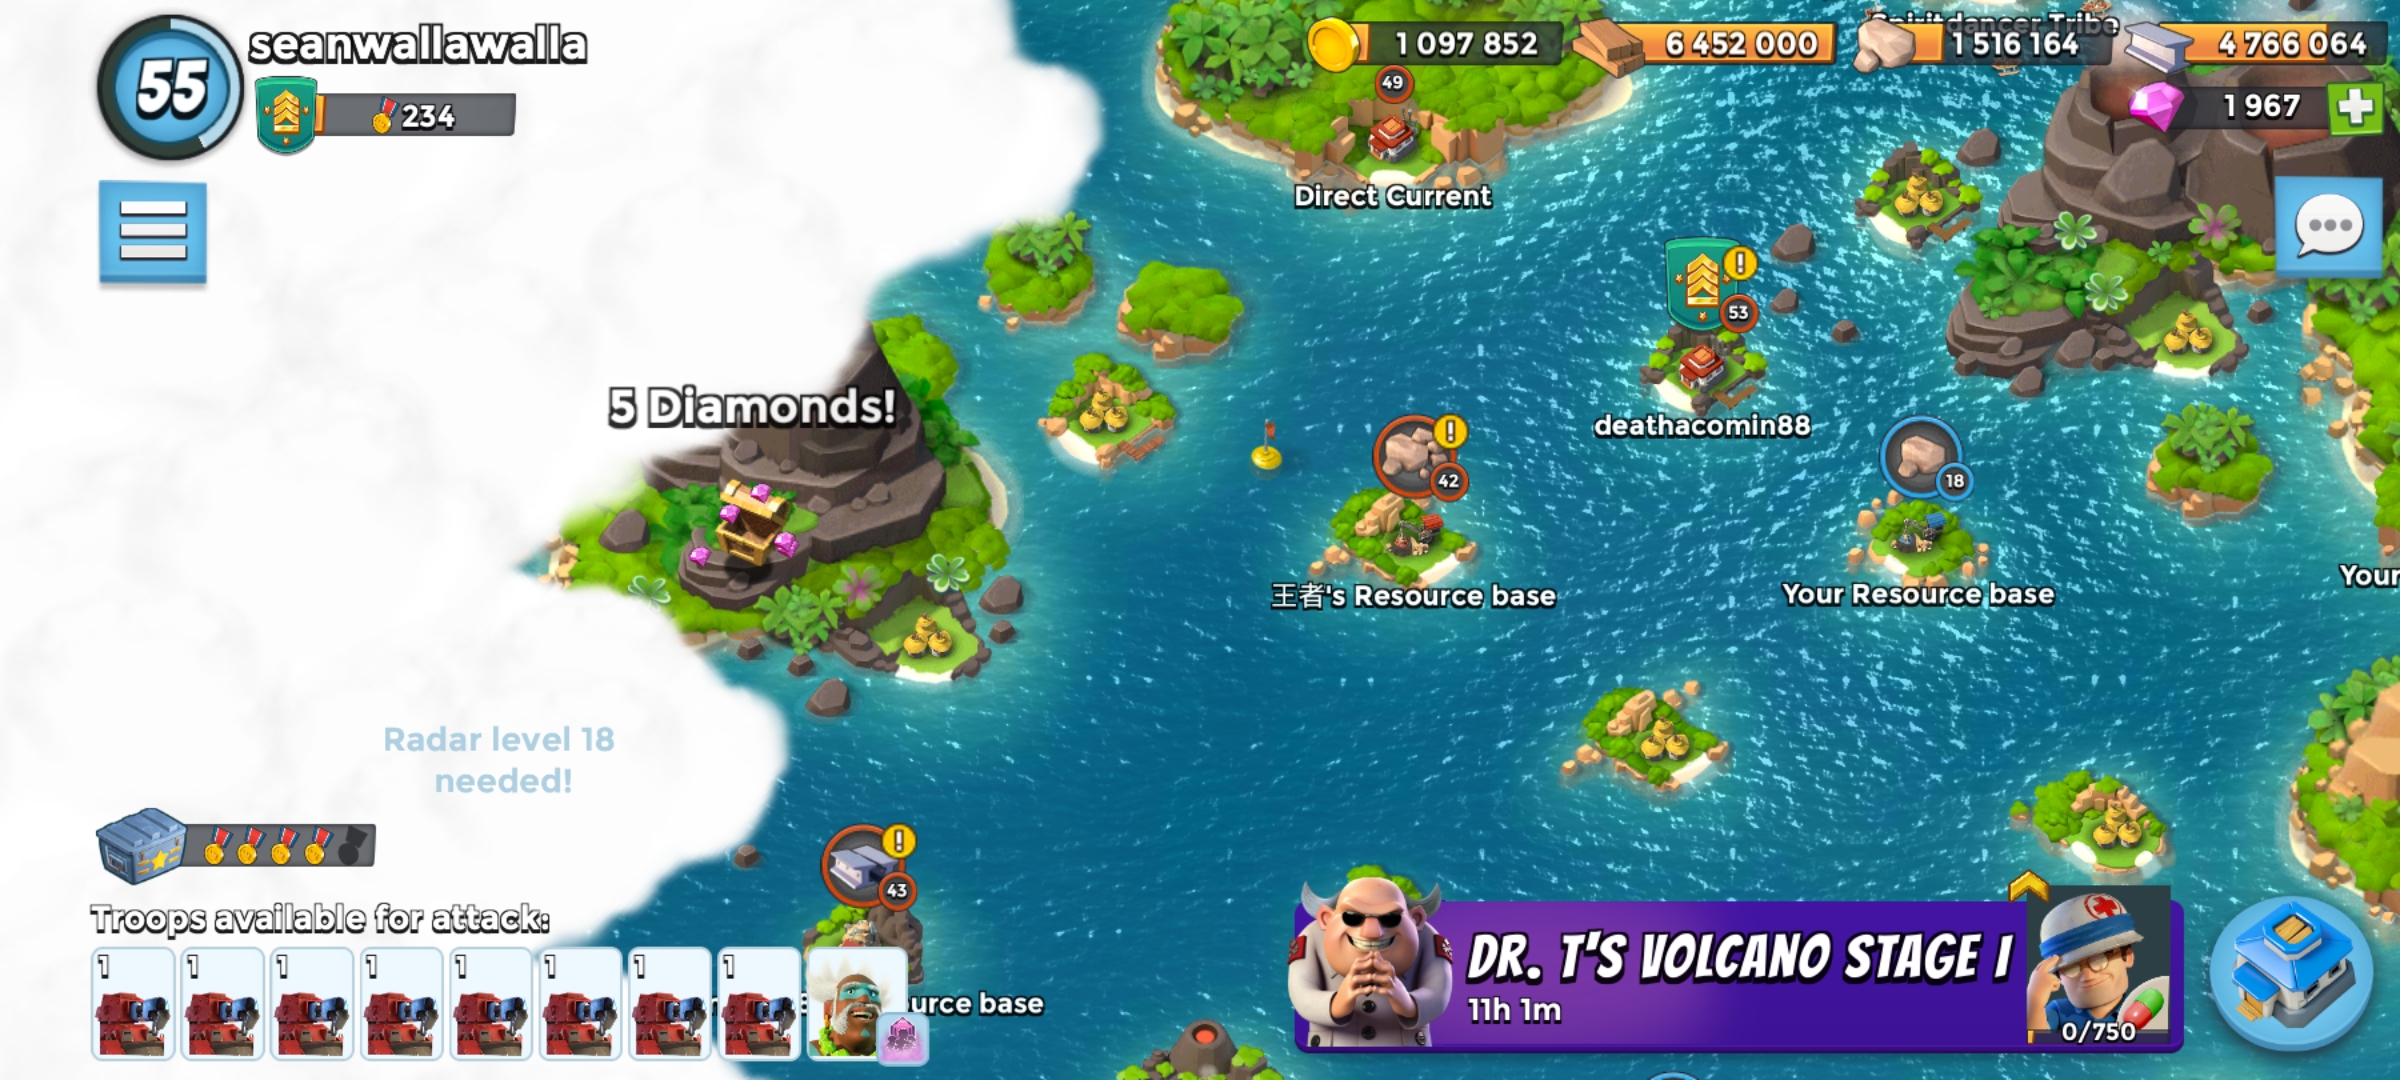 55
seanwallawalla
234
Spiritdancer Tribe
1 097 852
6 452 000
1 516 164
4 766 064
1 967
49
Direct Current
!
53
deathacomin88
5 Diamonds!
!
42
王者's Resource base
18
Your Resource base
Your
Radar level 18
needed!
!
43
Troops available for attack:
1
1
1
1
1
1
1
1
urce base
DR. T'S VOLCANO STAGE I
11h 1m
0/750